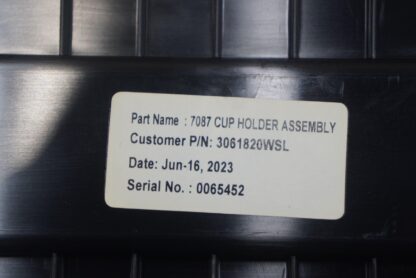 Part Name : 7087 CUP HOLDER ASSEMBLY
Customer P/N: 3061820WSL
Date: Jun-16, 2023
Serial No. : 0065452